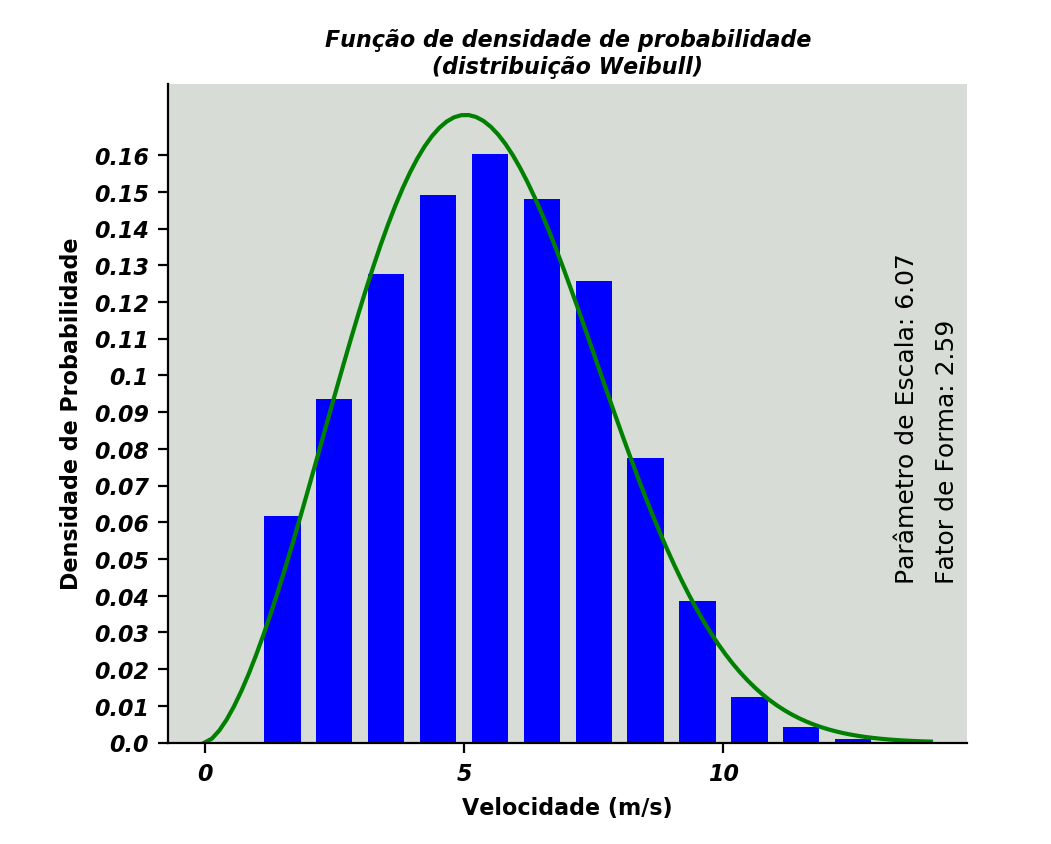 Função de densidade de probabilidade
(distribuição Weibull)
Densidade de Probabilidade
0.16
0.15
0.14
0.13
0.12
0.11
0.1
0.09
0.08
0.07
0.06
0.05
0.04
0.03
0.02
0.01
0.0
Parâmetro de Escala: 6.07
Fator de Forma: 2.59
0 5 10
Velocidade (m/s)